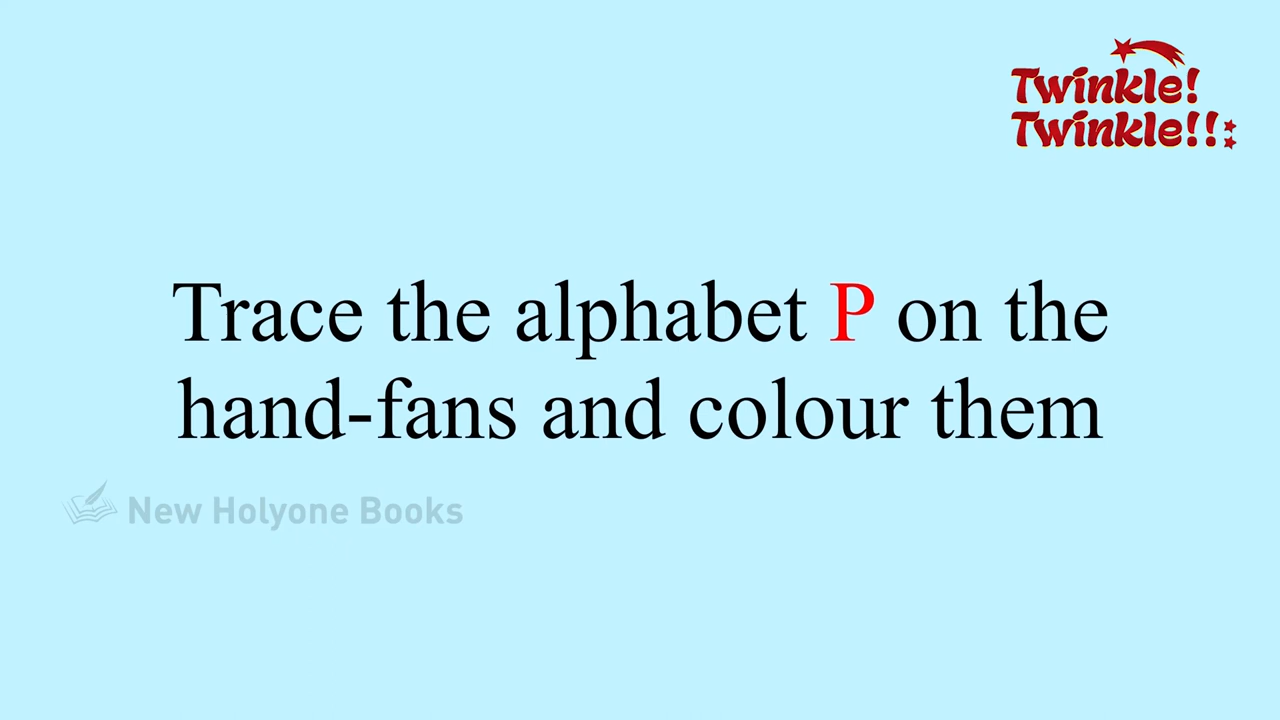 Twinkle!
Twinkle!!
Trace the alphabet P on the
hand-fans and colour them
New Holyone Books